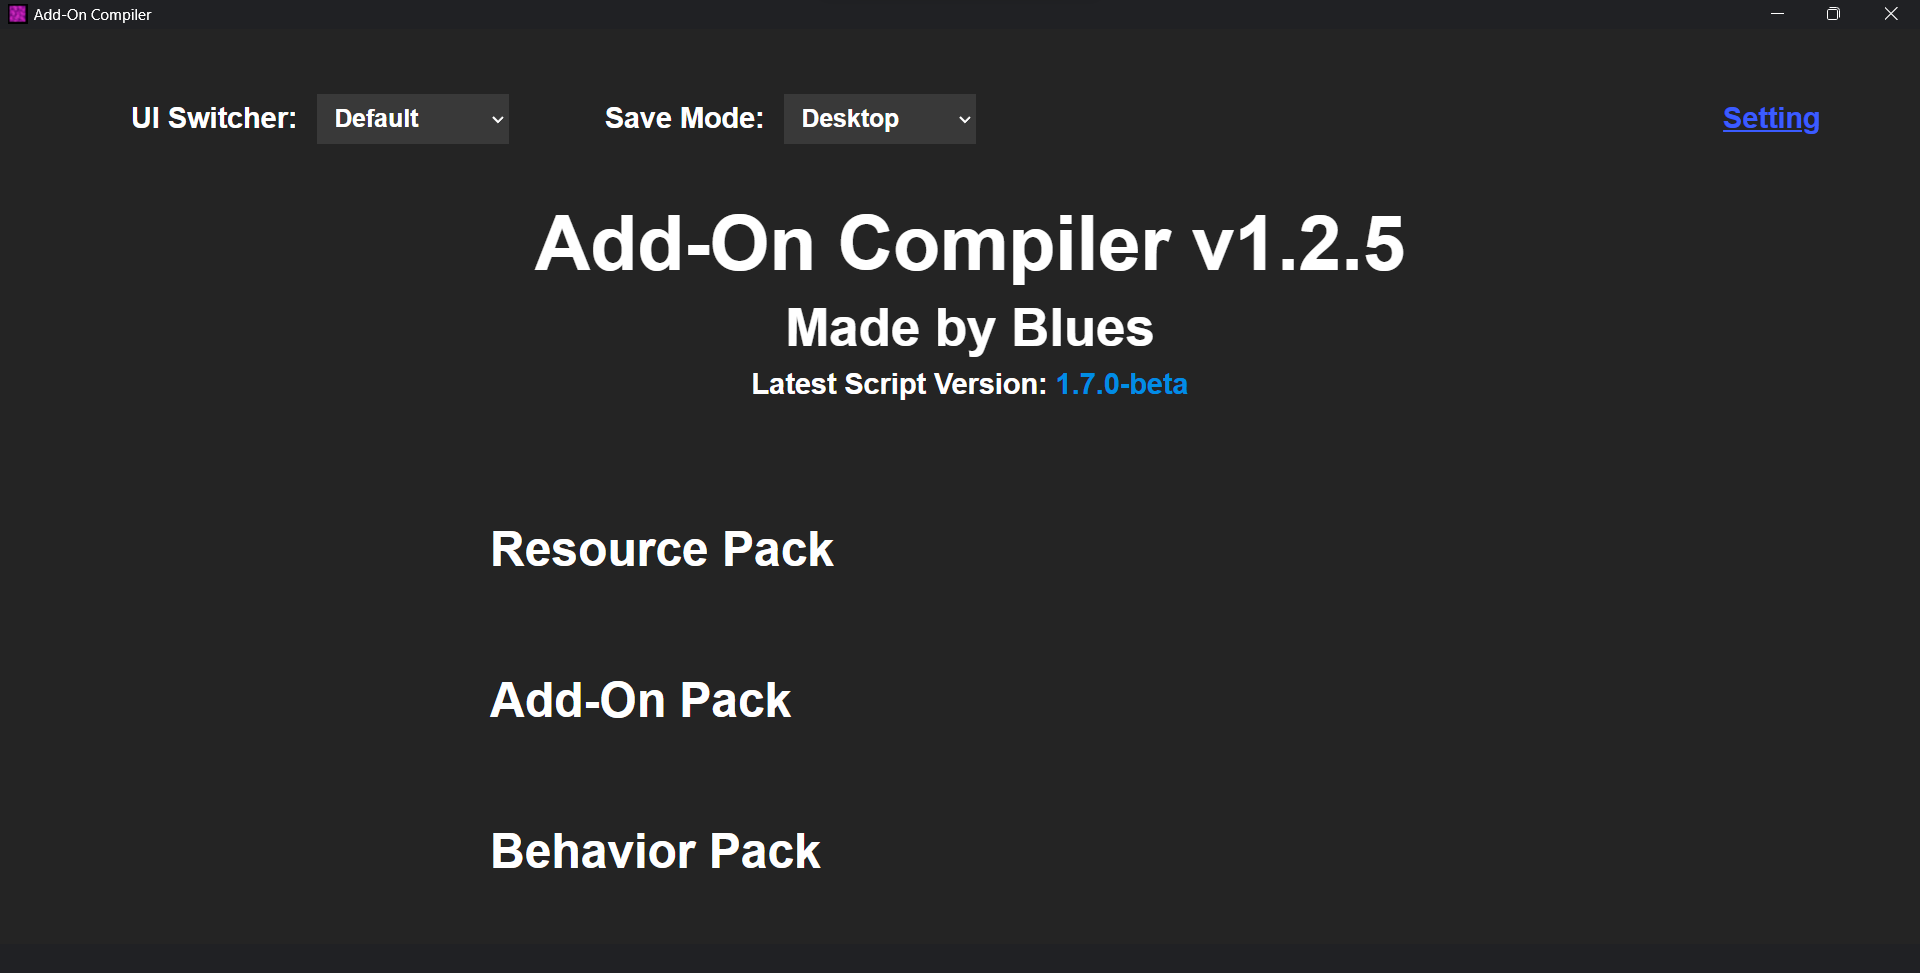 Add-On Compiler
UI Switcher: Default Save Mode: Desktop Setting
Add-On Compiler v1.2.5
Made by Blues
Latest Script Version: 1.7.0-beta
Resource Pack
Add-On Pack
Behavior Pack